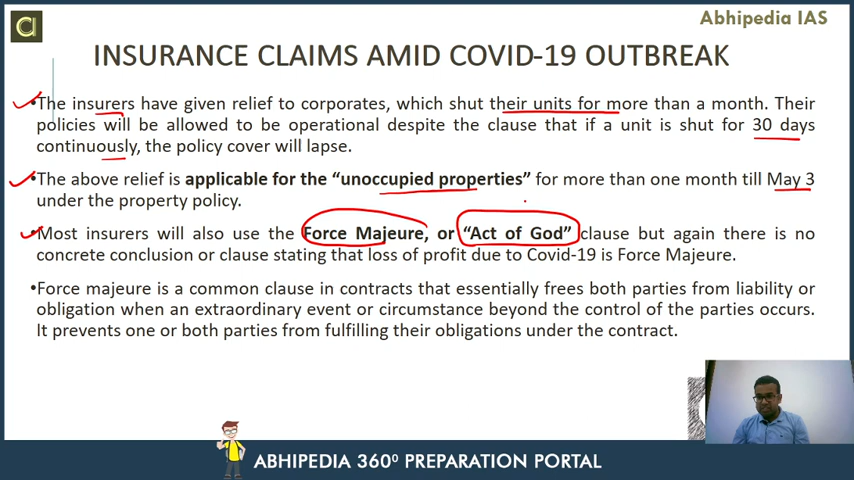 Abhipedia IAS
a
INSURANCE CLAIMS AMID COVID-19 OUTBREAK
•The insurers have given relief to corporates, which shut their units for more than a month. Their
policies will be allowed to be operational despite the clause that if a unit is shut for 30 days
continuously, the policy cover will lapse.
•The above relief is applicable for the “unoccupied properties” for more than one month till May 3
under the property policy.
•Most insurers will also use the Force Majeure, or “Act of God” clause but again there is no
concrete conclusion or clause stating that loss of profit due to Covid-19 is Force Majeure.
•Force majeure is a common clause in contracts that essentially frees both parties from liability or
obligation when an extraordinary event or circumstance beyond the control of the parties occurs.
It prevents one or both parties from fulfilling their obligations under the contract.
ABHIPEDIA 360⁰ PREPARATION PORTAL